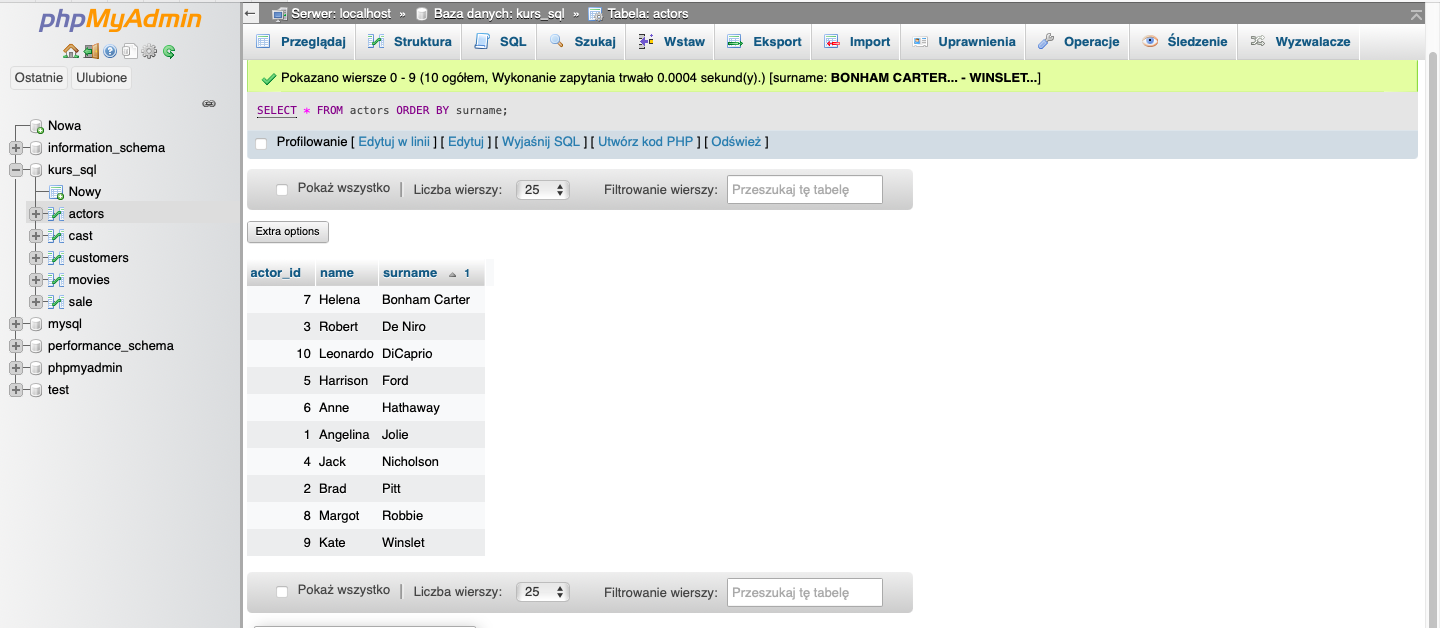 phpMyAdmin
Ostatnie Ulubione
Nowa
information_schema
kurs_sql
Nowy
actors
cast
customers
movies
sale
mysql
performance_schema
phpmyadmin
test
← Serwer: localhost » Baza danych: kurs_sql » Tabela: actors
Przeglądaj Struktura SQL Szukaj Wstaw Eksport Import Uprawnienia Operacje Śledzenie Wyzwalacze
Pokazano wiersze 0 - 9 (10 ogółem, Wykonanie zapytania trwało 0.0004 sekund(y).) [surname: BONHAM CARTER... - WINSLET...]
SELECT * FROM actors ORDER BY surname;
Profilowanie [ Edytuj w linii ] [ Edytuj ] [ Wyjaśnij SQL ] [ Utwórz kod PHP ] [ Odśwież ]
Pokaż wszystko | Liczba wierszy: 25 Filtrowanie wierszy: Przeszukaj tę tabelę
Extra options
actor_id name surname 1
7 Helena Bonham Carter
3 Robert De Niro
10 Leonardo DiCaprio
5 Harrison Ford
6 Anne Hathaway
1 Angelina Jolie
4 Jack Nicholson
2 Brad Pitt
8 Margot Robbie
9 Kate Winslet
Pokaż wszystko | Liczba wierszy: 25 Filtrowanie wierszy: Przeszukaj tę tabelę